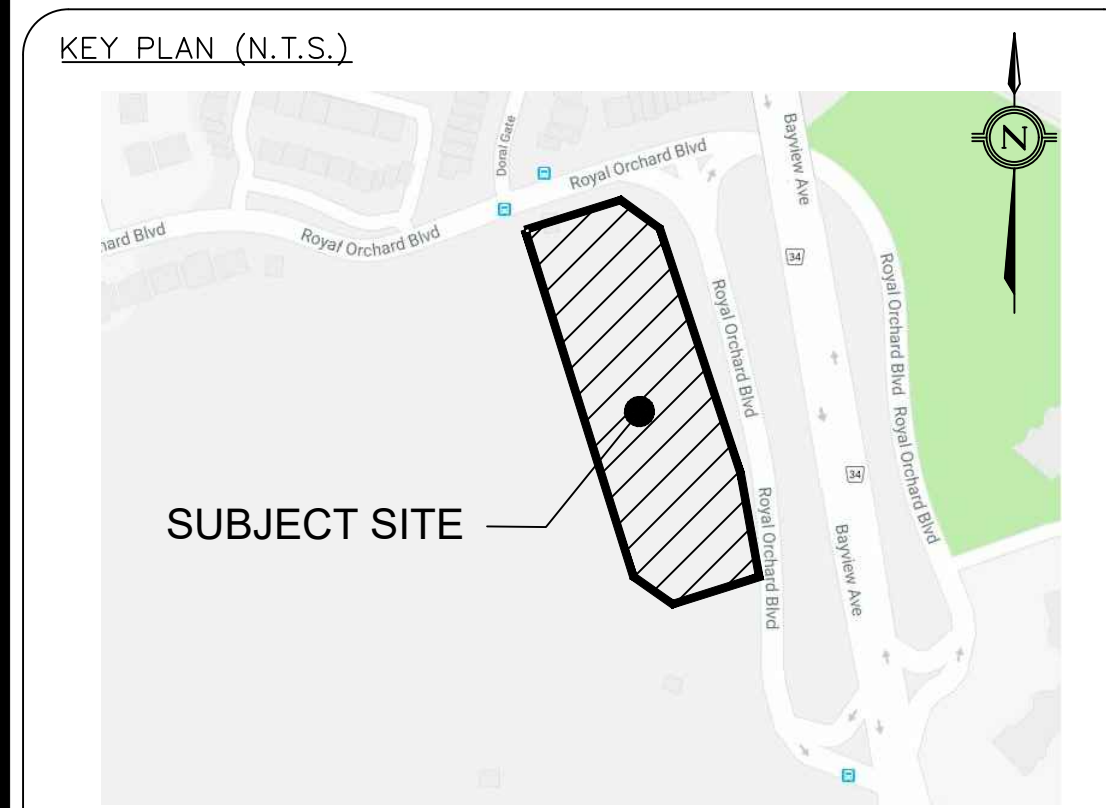 KEY PLAN (N.T.S.)
N
Doral Gate
Royal Orchard Blvd
Bayview Ave
hard Blvd
Royal Orchard Blvd
34
Royal Orchard Blvd
Royal Orchard Blvd
Royal Orchard Blvd
34
SUBJECT SITE
Royal Orchard Blvd
Bayview Ave